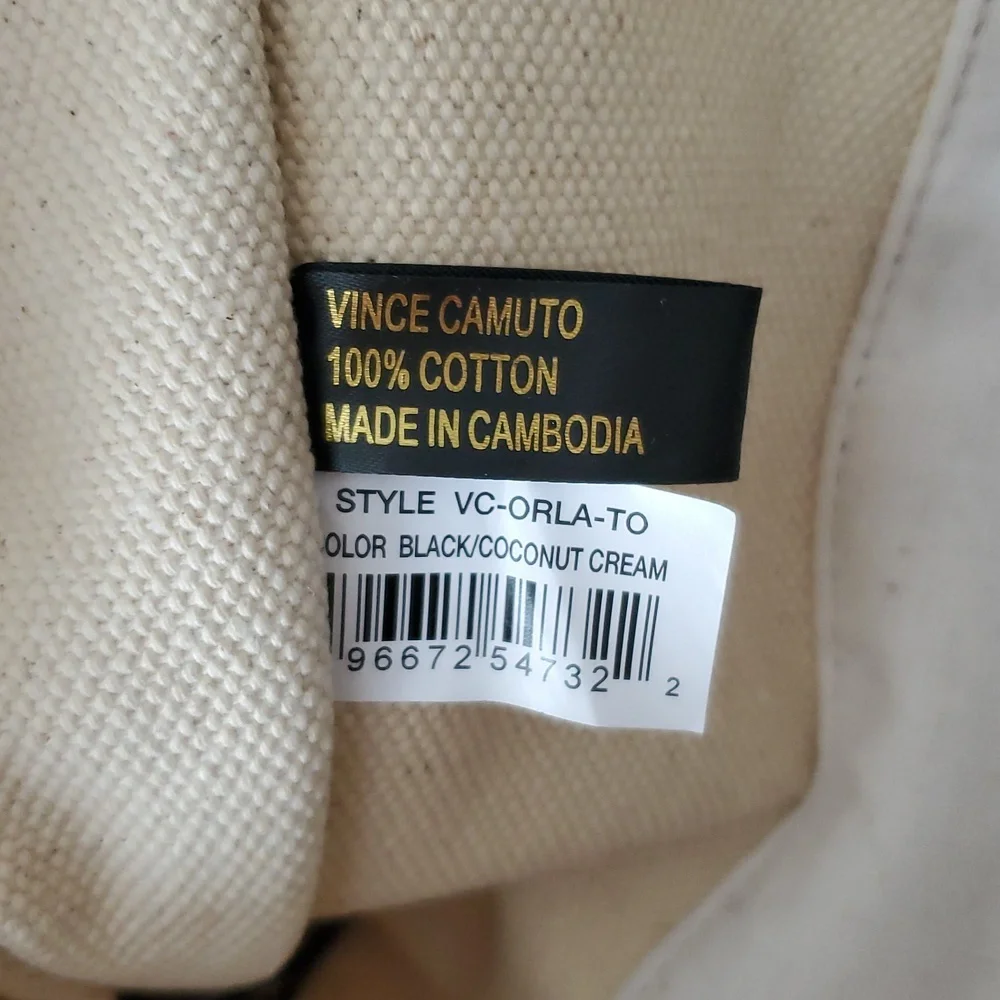 VINCE CAMUTO
100% COTTON
MADE IN CAMBODIA
STYLE VC-ORLA-TO
OLOR BLACK/COCONUT CREAM
96672 54732 2